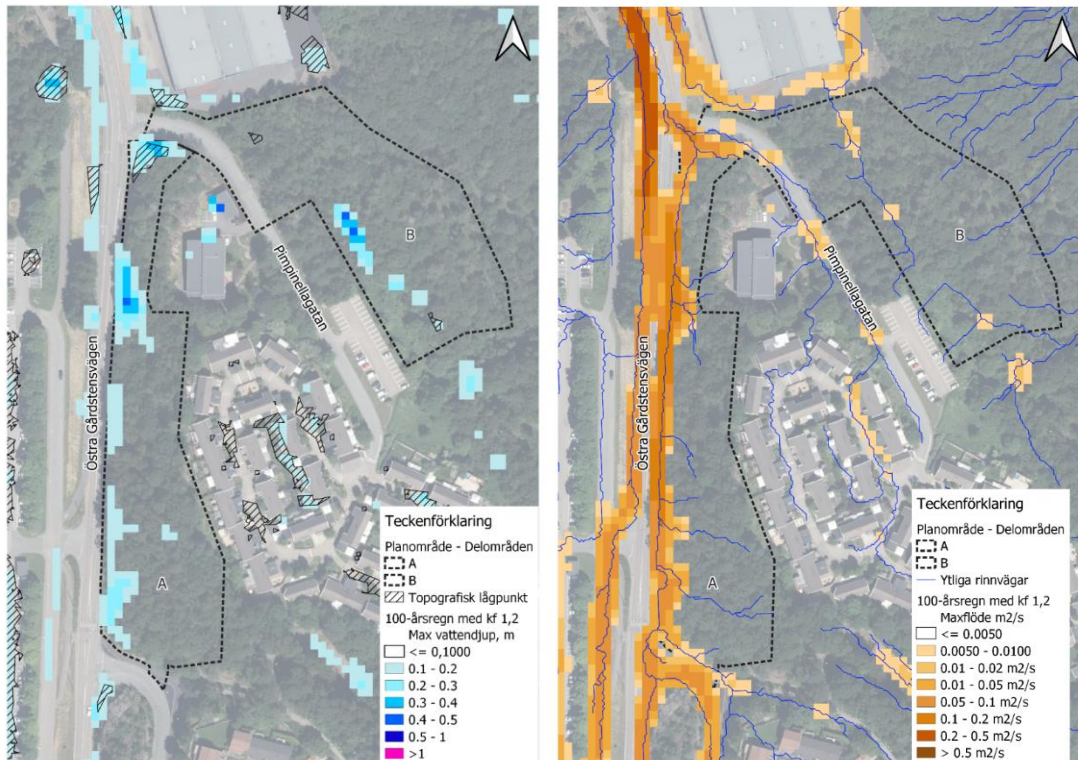 B
Pimpinellagatan
Östra Gårdstensvägen
A
Teckenförklaring
Planområde - Delområden
A
B
Topografisk lågpunkt
100-årsregn med kf 1,2
Max vattendjup, m
<= 0,1000
0.1 - 0.2
0.2 - 0.3
0.3 - 0.4
0.4 - 0.5
0.5 - 1
>1
B
Pimpinellagatan
Östra Gårdstensvägen
A
Teckenförklaring
Planområde - Delområden
A
B
Ytliga rinnvägar
100-årsregn med kf 1,2
Maxflöde m2/s
<= 0.0050
0.0050 - 0.0100
0.01 - 0.02 m2/s
0.01 - 0.05 m2/s
0.05 - 0.1 m2/s
0.1 - 0.2 m2/s
0.2 - 0.5 m2/s
> 0.5 m2/s